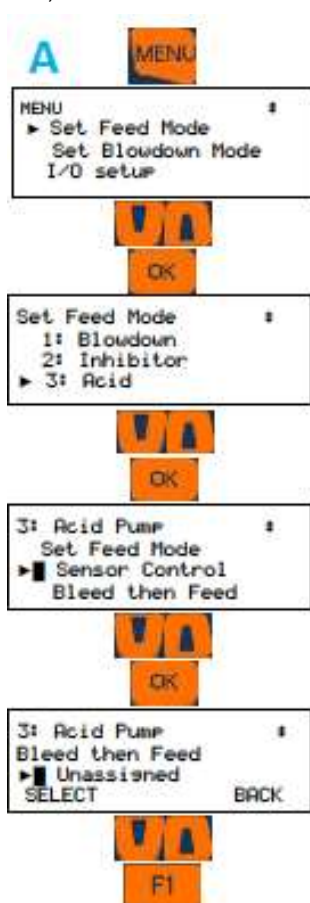 A
MENU
MENU
Set Feed Mode
Set Blowdown Mode
I/O setup
OK
Set Feed Mode
1: Blowdown
2: Inhibitor
3: Acid
OK
3: Acid Pump
Set Feed Mode
Sensor Control
Bleed then Feed
OK
3: Acid Pump
Bleed then Feed
Unassigned
SELECT BACK
F1